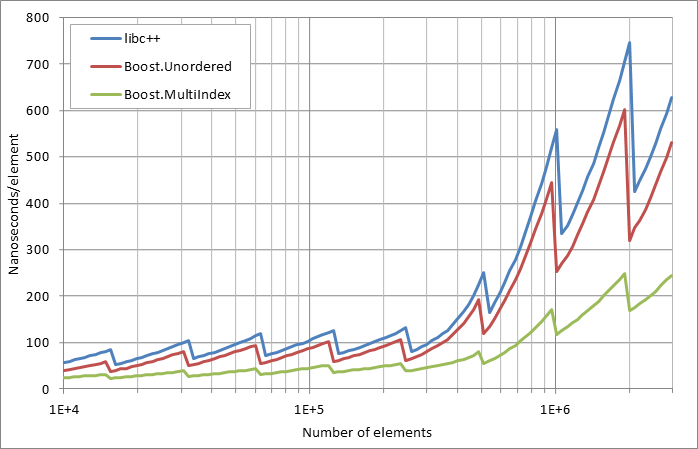 800
700
600
500
400
300
200
100
0
Nanoseconds/element
libc++
Boost.Unordered
Boost.MultiIndex
1E+4 1E+5 1E+6
Number of elements